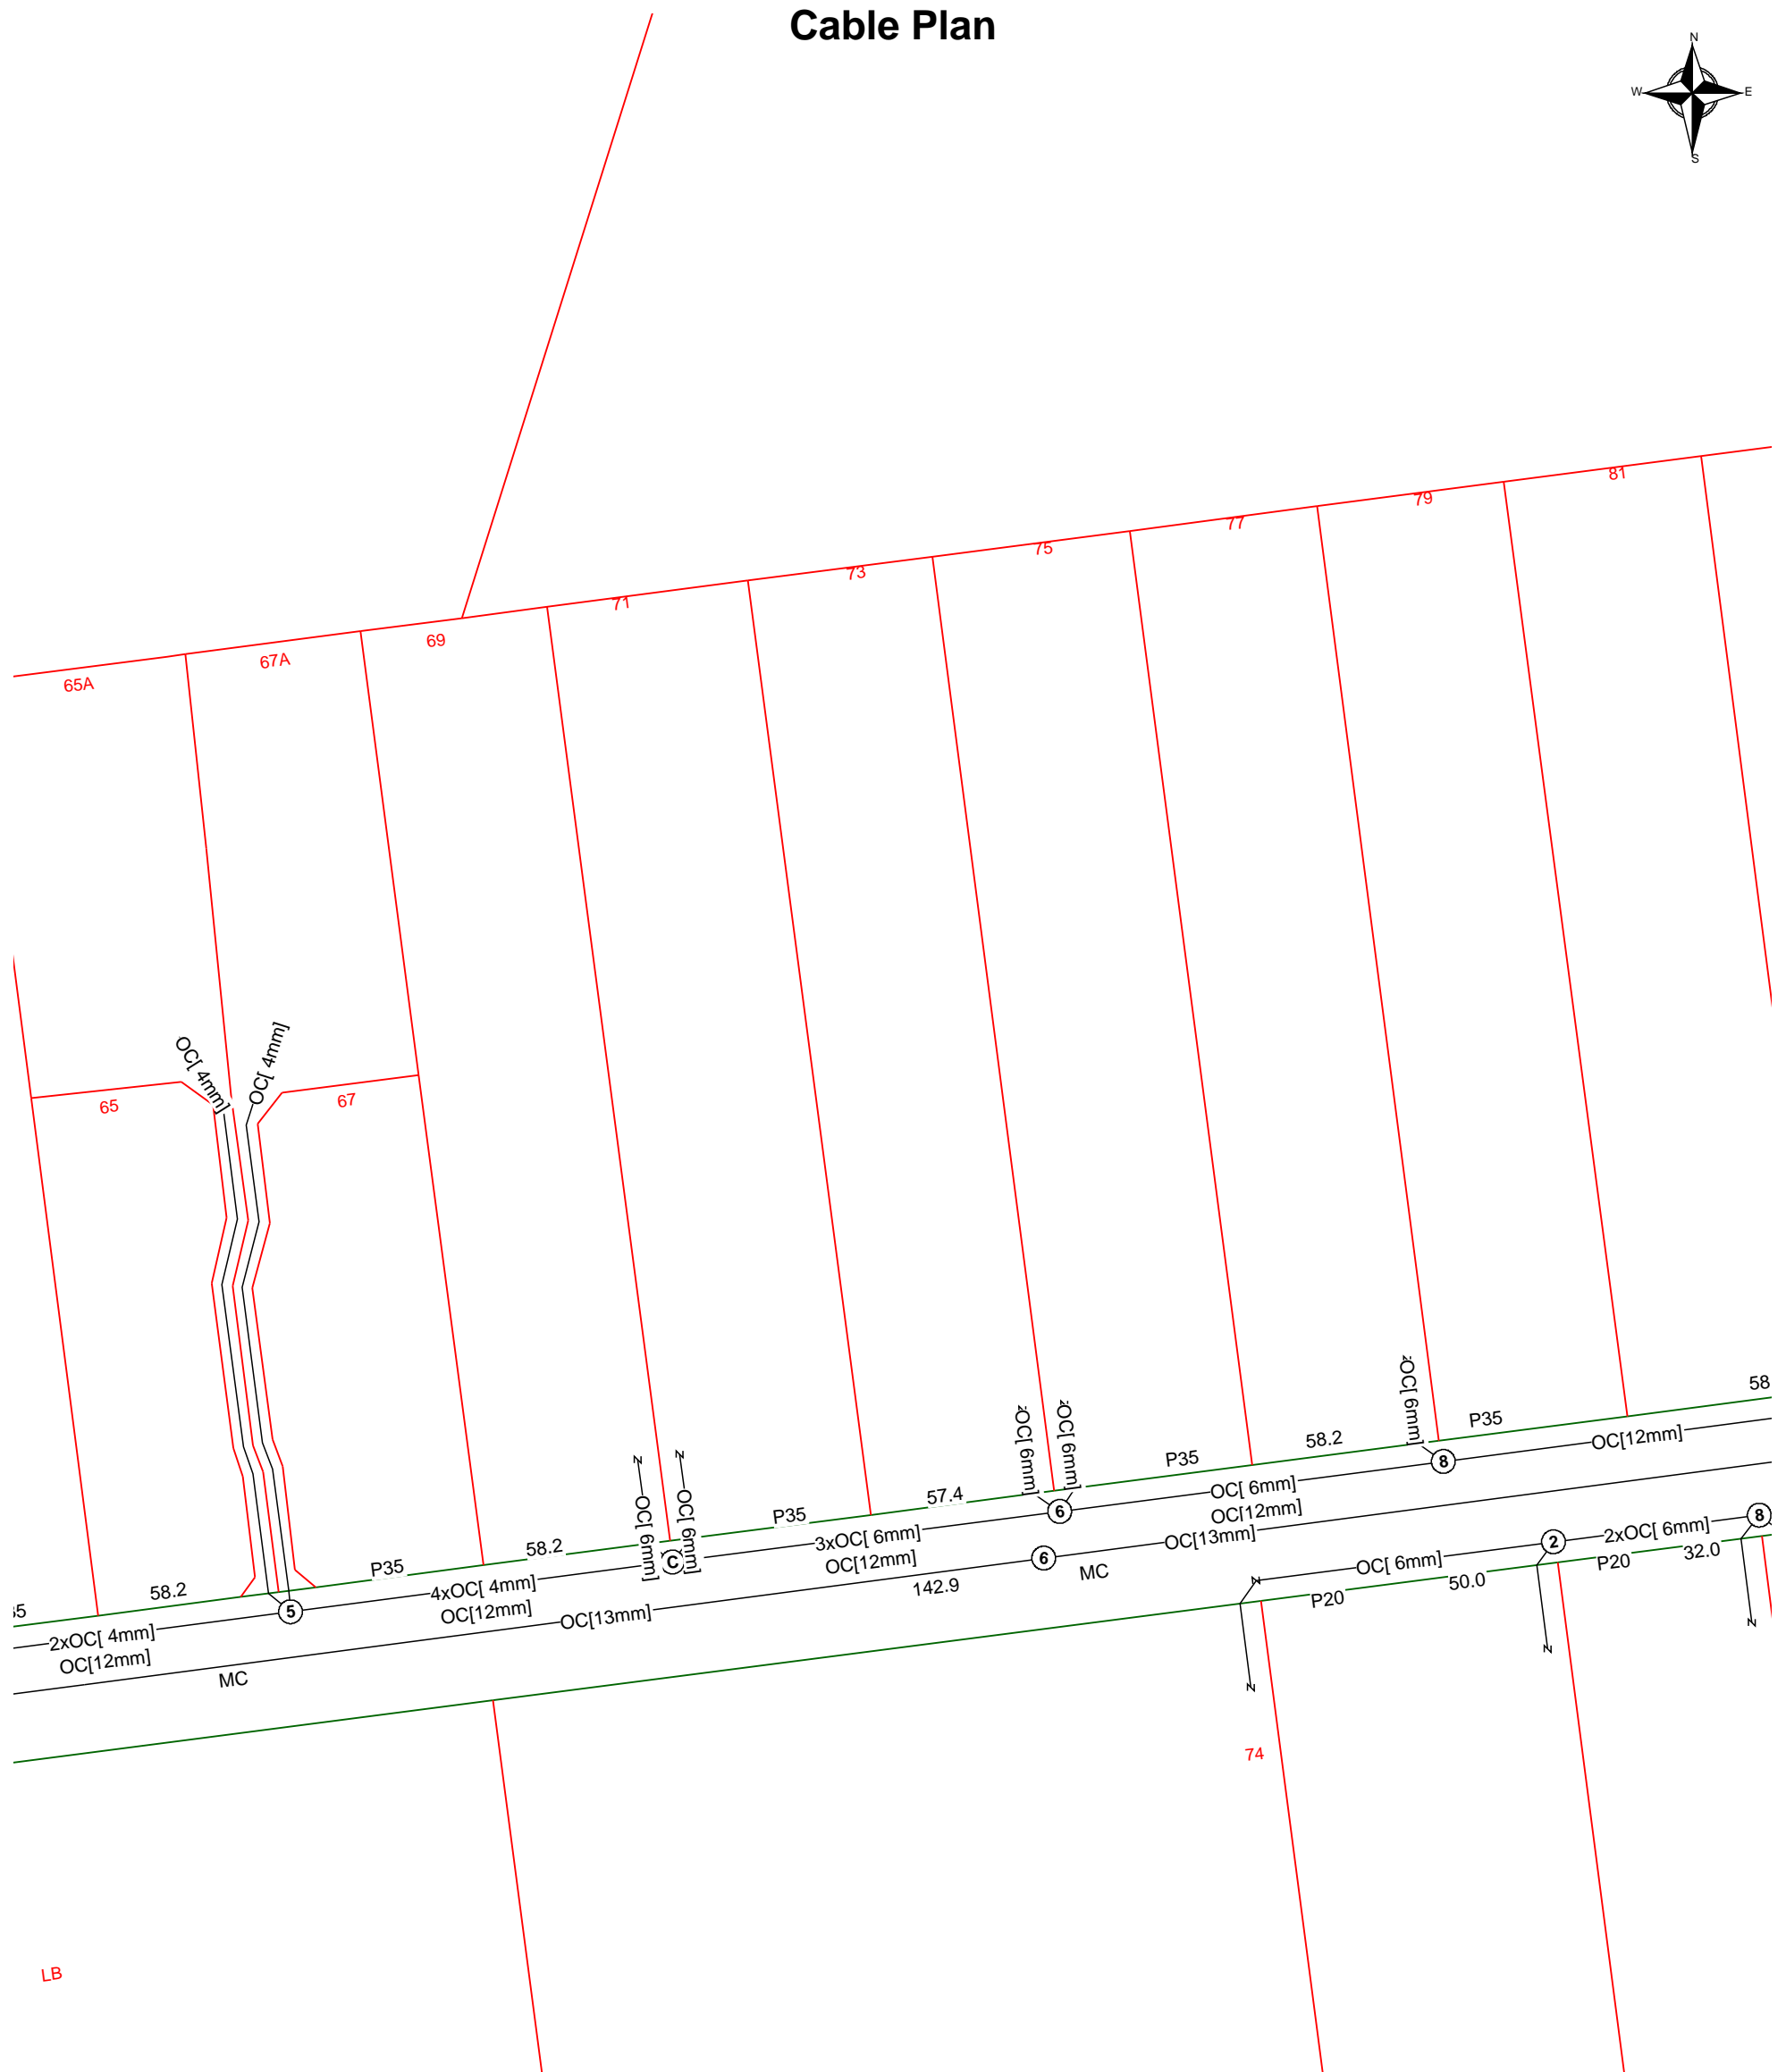 Cable Plan
N
W
E
S
81
79
77
75
73
71
69
67A
65A
OC[ 4mm]
OC[ 4mm]
65
67
OC[ 6mm]
OC[ 6mm]
OC[ 6mm]
OC[ 6mm]
OC[ 6mm]
58
P35
OC[12mm]
58.2
8
P35
OC[ 6mm]
OC[12mm]
57.4
6
P35
3xOC[ 6mm]
OC[12mm]
OC[13mm]
6
MC
142.9
58.2
C
P35
4xOC[ 4mm]
OC[12mm]
OC[13mm]
58.2
5
2xOC[ 4mm]
OC[12mm]
MC
8
2xOC[ 6mm]
2
OC[ 6mm]
32.0
P20
50.0
P20
74
LB